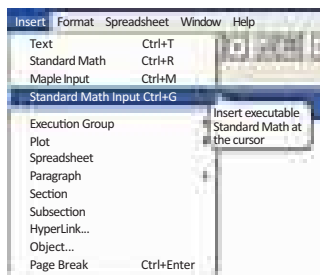 Insert Format Spreadsheet Window Help
Text Ctrl+T
Standard Math Ctrl+R
Maple Input Ctrl+M
Standard Math Input Ctrl+G
Execution Group
Plot
Spreadsheet
Paragraph
Section
Subsection
HyperLink...
Object...
Page Break Ctrl+Enter
Insert executable
Standard Math at
the cursor